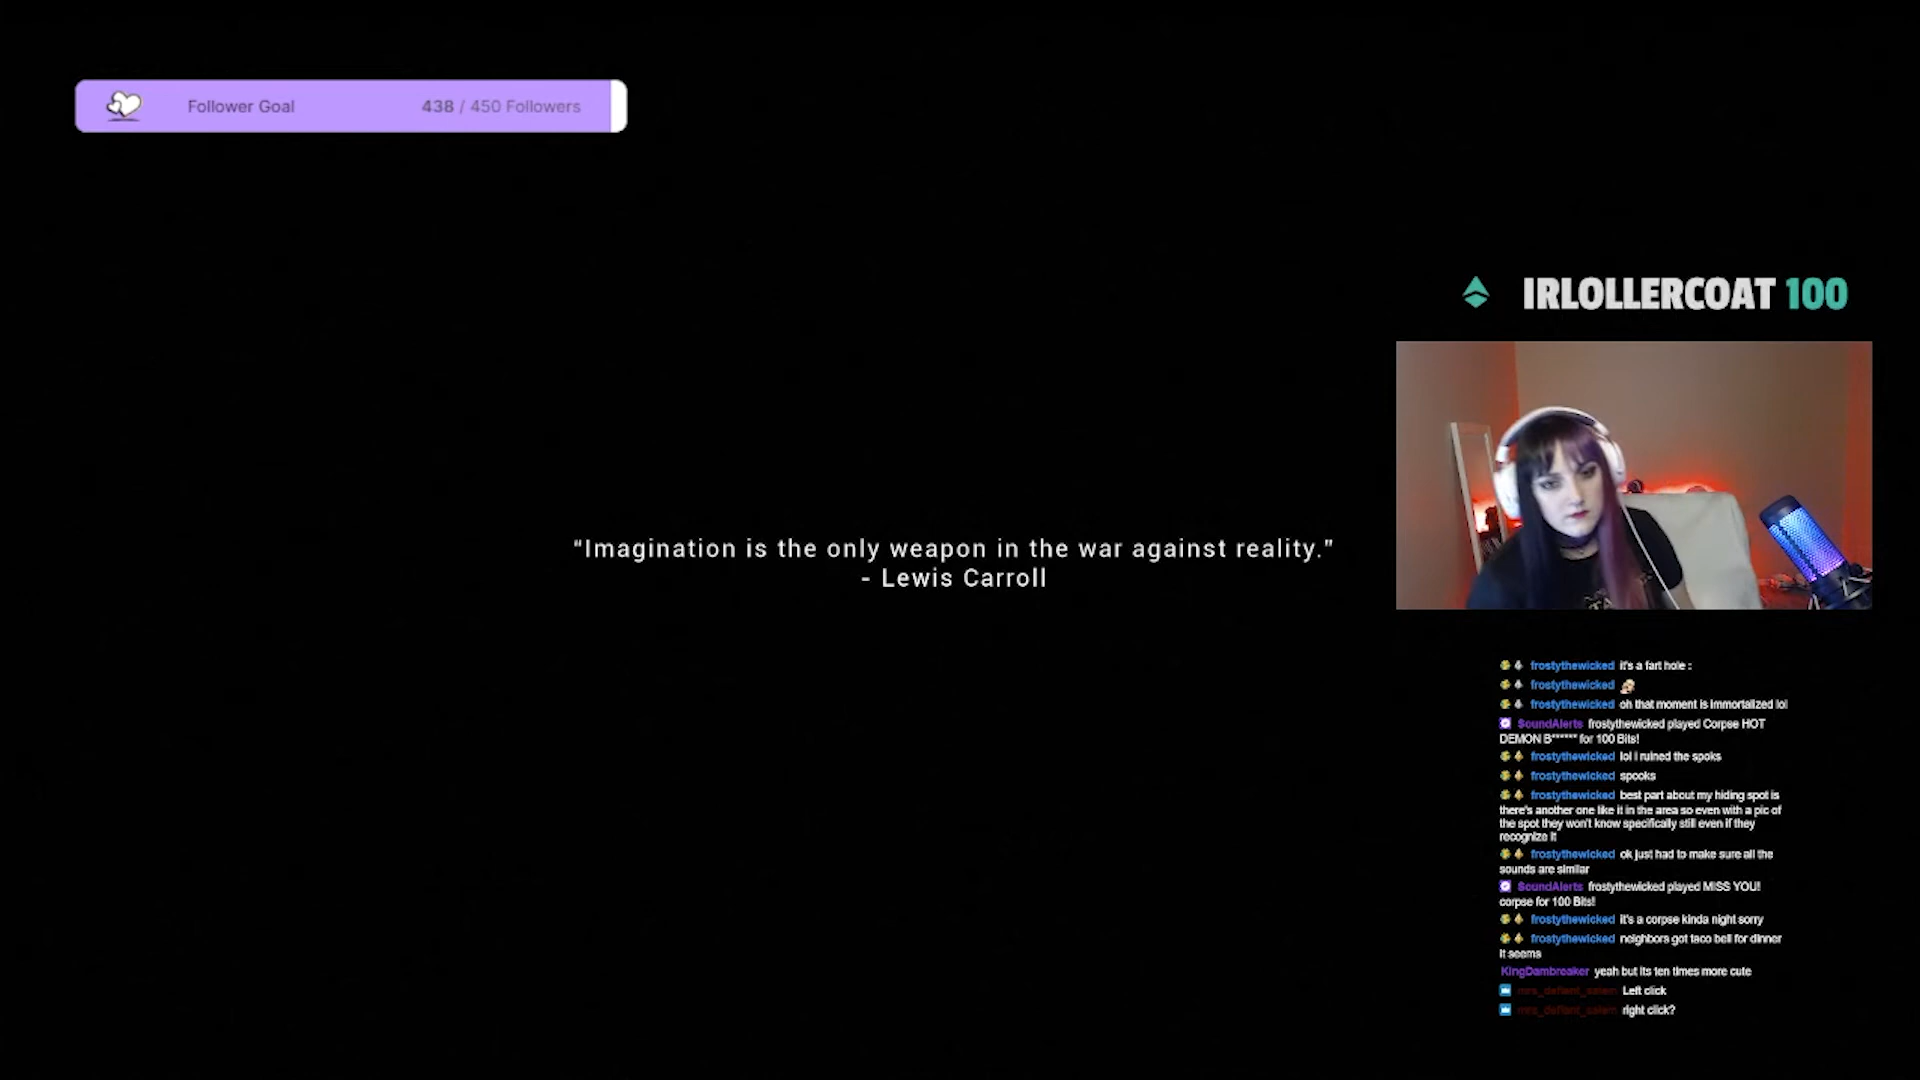 Follower Goal 438 / 450 Followers
IRLOLLERCOAT 100
"Imagination is the only weapon in the war against reality."
- Lewis Carroll
frostythewicked it's a fart hole :
frostythewicked
frostythewicked oh that moment is immortalized lol
SoundAlerts frostythewicked played Corpse HOT
DEMON B****** for 100 Bits!
frostythewicked lol i ruined the spoks
frostythewicked spooks
frostythewicked best part about my hiding spot is
there's another one like it in the area so even with a pic of
the spot they won't know specifically still even if they
recognize it
frostythewicked ok just had to make sure all the
sounds are similar
SoundAlerts frostythewicked played MISS YOU!
corpse for 100 Bits!
frostythewicked it's a corpse kinda night sorry
frostythewicked neighbors got taco bell for dinner
it seems
KingDambreaker yeah but its ten times more cute
mrs_defiant_salem Left click
mrs_defiant_salem right click?